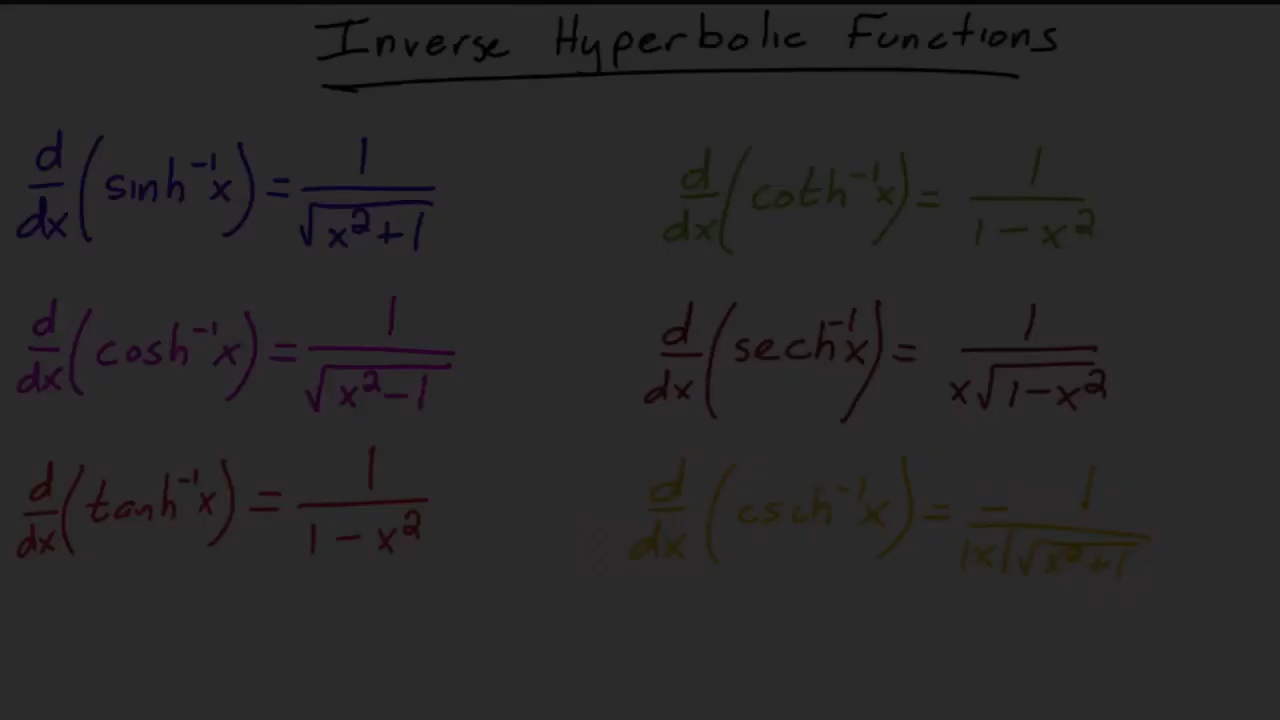 Inverse Hyperbolic Functions
d/dx (sinh⁻¹x) = 1/√(x²+1)
d/dx (cosh⁻¹x) = 1/√(x²-1)
d/dx (tanh⁻¹x) = 1/(1-x²)
d/dx (coth⁻¹x) = 1/(1-x²)
d/dx (sech⁻¹x) = 1/(x√(1-x²))
d/dx (csch⁻¹x) = -1/(|x|√(x²+1))